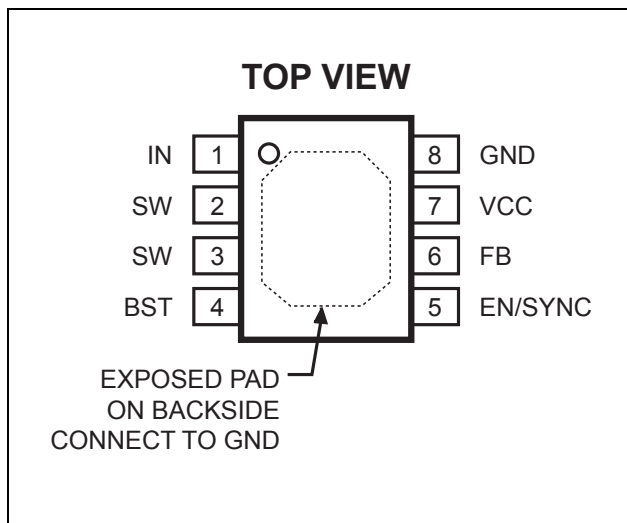 TOP VIEW
IN 1 8 GND
SW 2 7 VCC
SW 3 6 FB
BST 4 5 EN/SYNC
EXPOSED PAD
ON BACKSIDE
CONNECT TO GND